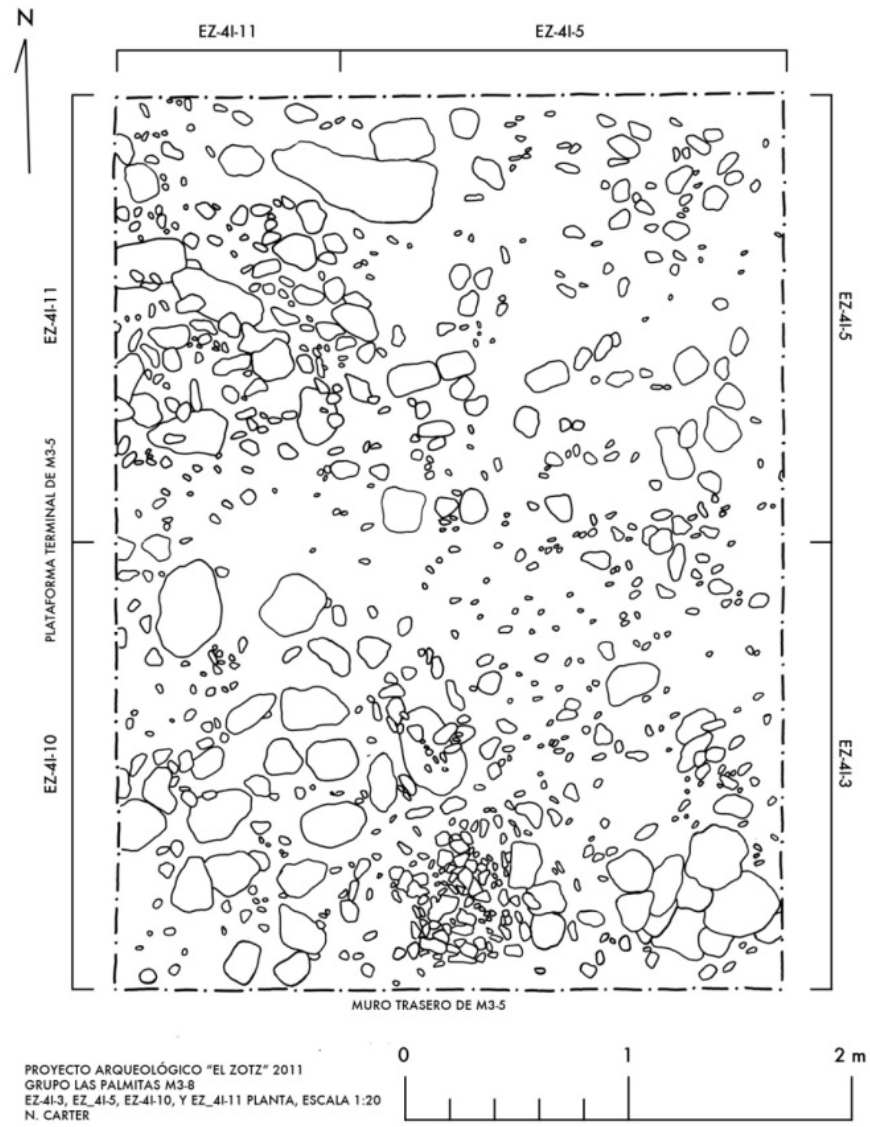 N
EZ-4I-11
EZ-4I-5
EZ-4I-11
EZ-4I-5
PLATAFORMA TERMINAL DE M3-5
EZ-4I-10
EZ-4I-3
MURO TRASERO DE M3-5
0 1 2 m
PROYECTO ARQUEOLÓGICO "EL ZOTZ" 2011
GRUPO LAS PALMITAS M3-8
EZ-4I-3, EZ_4I-5, EZ-4I-10, Y EZ_4I-11 PLANTA, ESCALA 1:20
N. CARTER